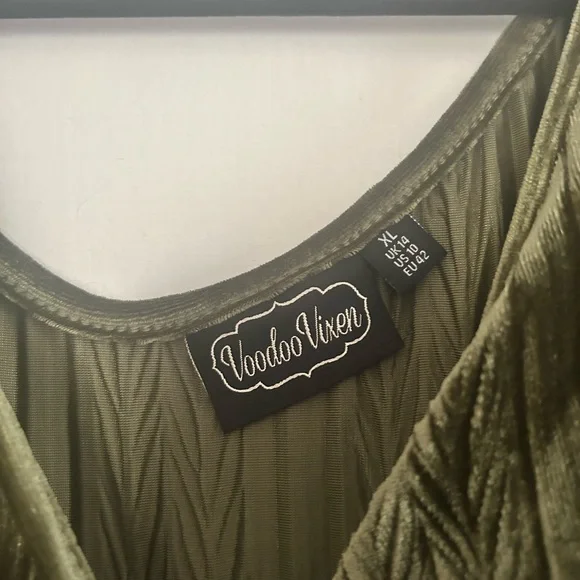 Voodoo Vixen
XL
UK 14
US 10
EU 42